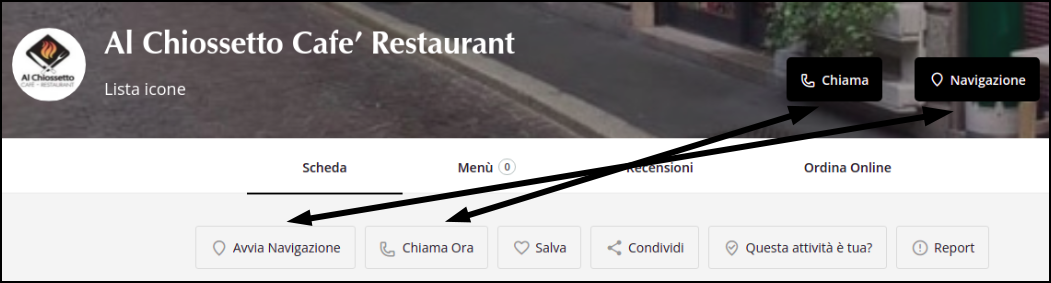 Al Chiossetto Cafe’ Restaurant
Al Chiossetto
CAFE - RESTAURANT
Lista icone
Chiama
Navigazione
Scheda
Menù 0
Recensioni
Ordina Online
Avvia Navigazione
Chiama Ora
Salva
Condividi
Questa attività è tua?
Report